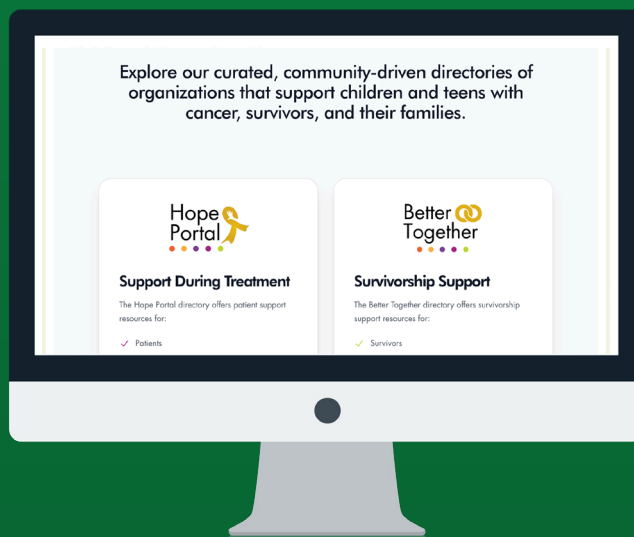 Explore our curated, community-driven directories of
organizations that support children and teens with
cancer, survivors, and their families.
Hope
Portal
Support During Treatment
The Hope Portal directory offers patient support
resources for:
Patients
Better
Together
Survivorship Support
The Better Together directory offers survivorship
support resources for:
Survivors